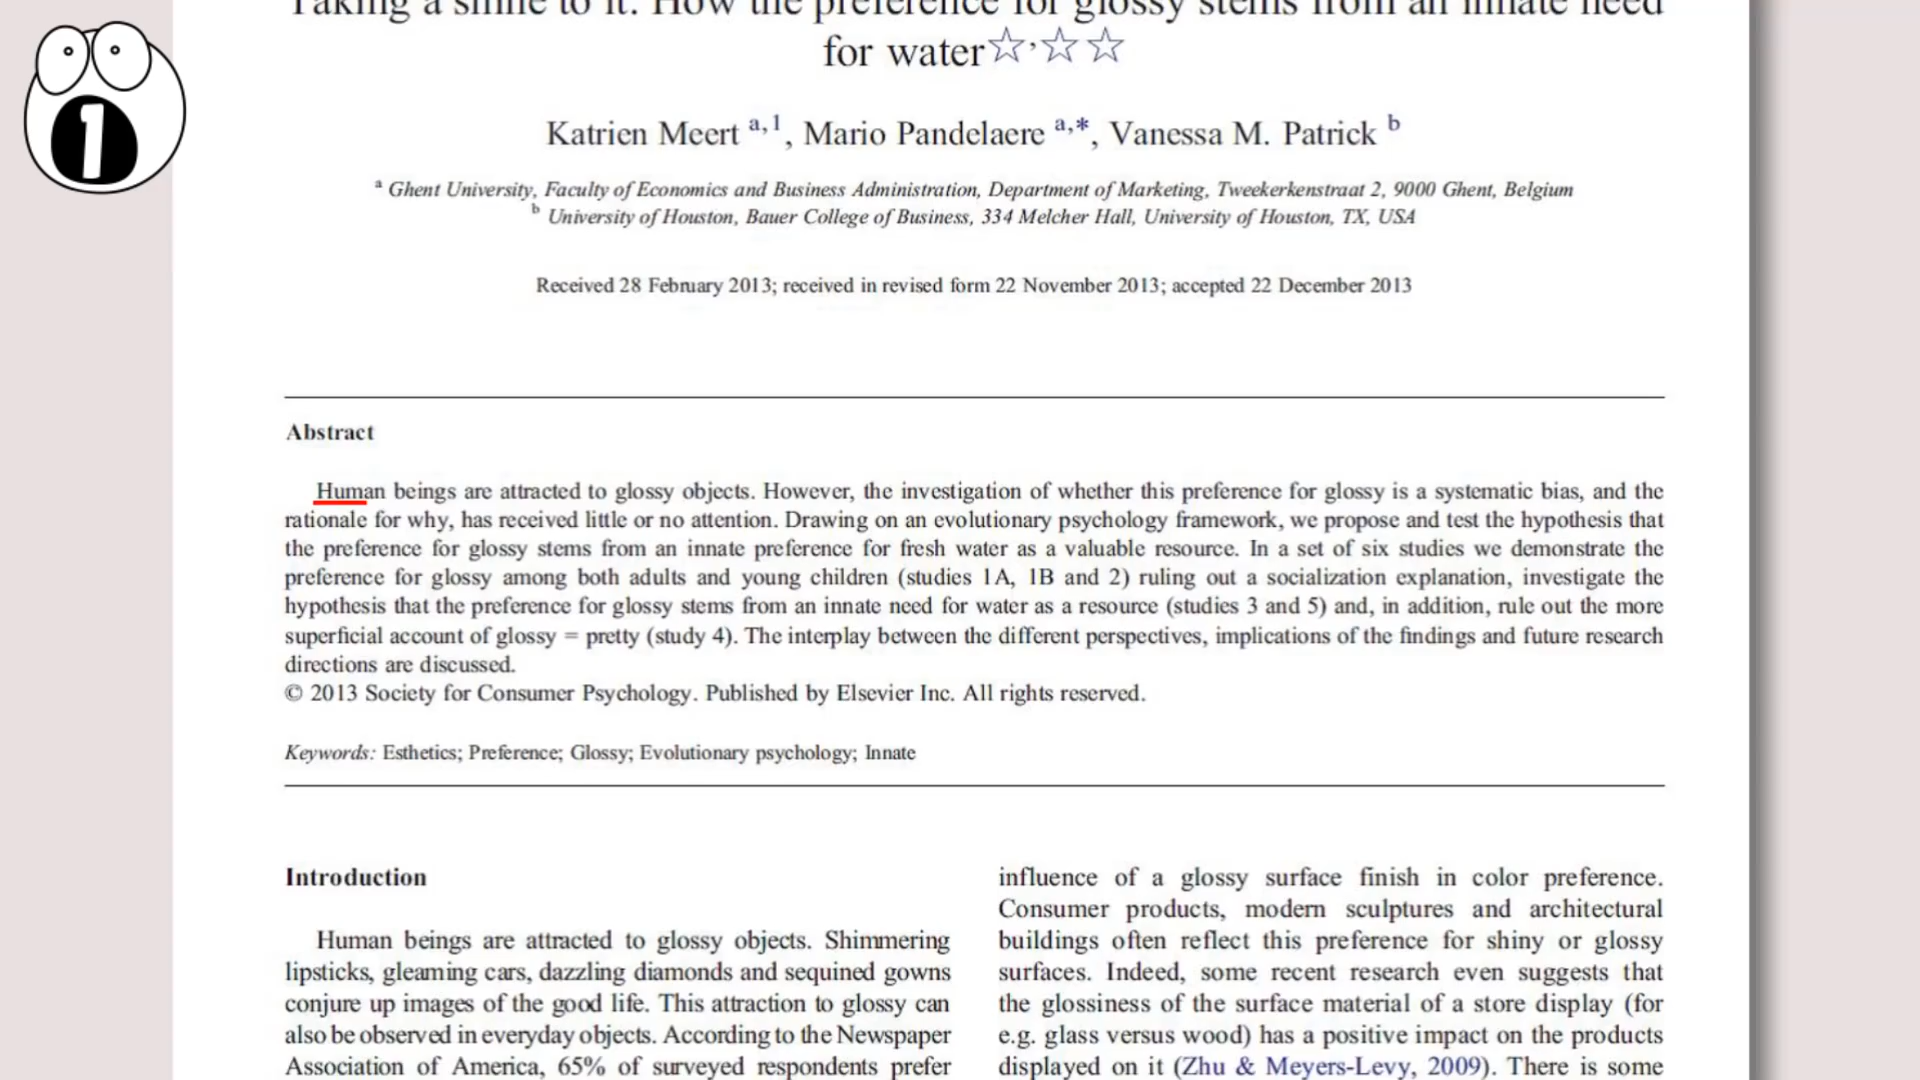 1
Taking a shine to it: How the preference for glossy stems from an innate need
for water☆,☆☆
Katrien Meert a,1, Mario Pandelaere a,*, Vanessa M. Patrick b
a Ghent University, Faculty of Economics and Business Administration, Department of Marketing, Tweekerkenstraat 2, 9000 Ghent, Belgium
b University of Houston, Bauer College of Business, 334 Melcher Hall, University of Houston, TX, USA
Received 28 February 2013; received in revised form 22 November 2013; accepted 22 December 2013
Abstract
Human beings are attracted to glossy objects. However, the investigation of whether this preference for glossy is a systematic bias, and the
rationale for why, has received little or no attention. Drawing on an evolutionary psychology framework, we propose and test the hypothesis that
the preference for glossy stems from an innate preference for fresh water as a valuable resource. In a set of six studies we demonstrate the
preference for glossy among both adults and young children (studies 1A, 1B and 2) ruling out a socialization explanation, investigate the
hypothesis that the preference for glossy stems from an innate need for water as a resource (studies 3 and 5) and, in addition, rule out the more
superficial account of glossy = pretty (study 4). The interplay between the different perspectives, implications of the findings and future research
directions are discussed.
© 2013 Society for Consumer Psychology. Published by Elsevier Inc. All rights reserved.
Keywords: Esthetics; Preference; Glossy; Evolutionary psychology; Innate
Introduction
Human beings are attracted to glossy objects. Shimmering
lipsticks, gleaming cars, dazzling diamonds and sequined gowns
conjure up images of the good life. This attraction to glossy can
also be observed in everyday objects. According to the Newspaper
Association of America, 65% of surveyed respondents prefer
influence of a glossy surface finish in color preference.
Consumer products, modern sculptures and architectural
buildings often reflect this preference for shiny or glossy
surfaces. Indeed, some recent research even suggests that
the glossiness of the surface material of a store display (for
e.g. glass versus wood) has a positive impact on the products
displayed on it (Zhu & Meyers-Levy, 2009). There is some